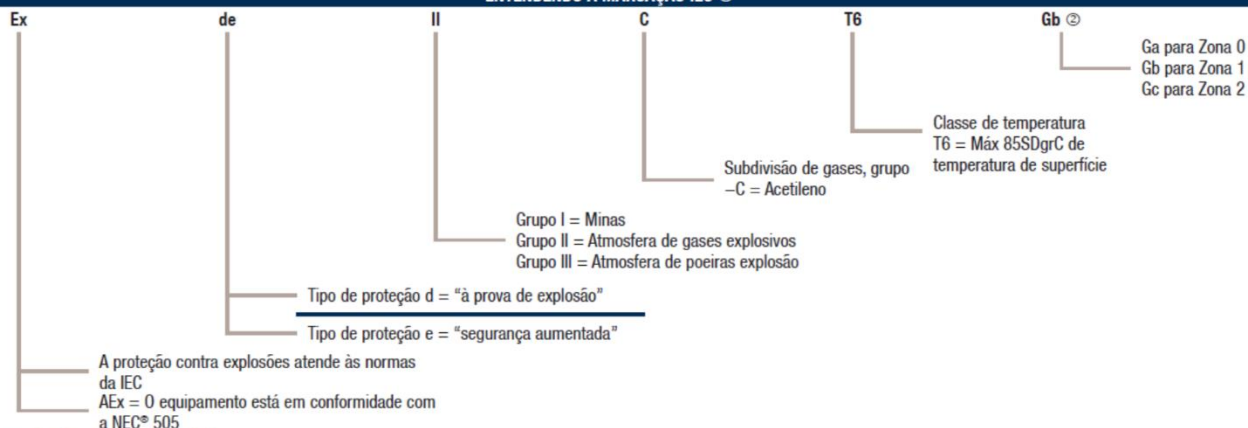 Ex de II C T6 Gb ②
Ga para Zona 0
Gb para Zona 1
Gc para Zona 2
Classe de temperatura
T6 = Máx 85SDgrC de
temperatura de superfície
Subdivisão de gases, grupo
–C = Acetileno
Grupo I = Minas
Grupo II = Atmosfera de gases explosivos
Grupo III = Atmosfera de poeiras explosão
Tipo de proteção d = “à prova de explosão”
Tipo de proteção e = “segurança aumentada”
A proteção contra explosões atende às normas
da IEC
AEx = O equipamento está em conformidade com
a NEC® 505